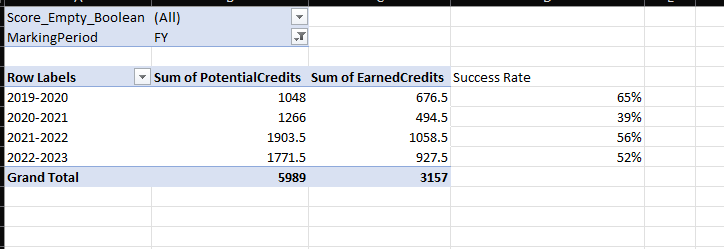 Score_Empty_Boolean (All)
MarkingPeriod FY
Row Labels Sum of PotentialCredits Sum of EarnedCredits Success Rate
2019-2020 1048 676.5 65%
2020-2021 1266 494.5 39%
2021-2022 1903.5 1058.5 56%
2022-2023 1771.5 927.5 52%
Grand Total 5989 3157